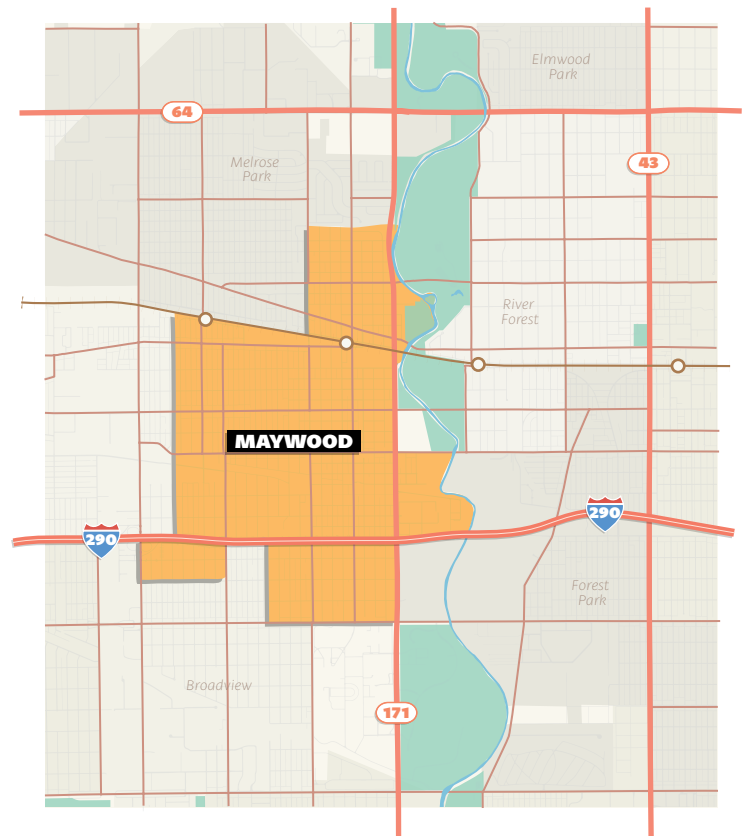 Elmwood
Park
64
Melrose
Park
43
River
Forest
MAYWOOD
290
290
Forest
Park
Broadview
171